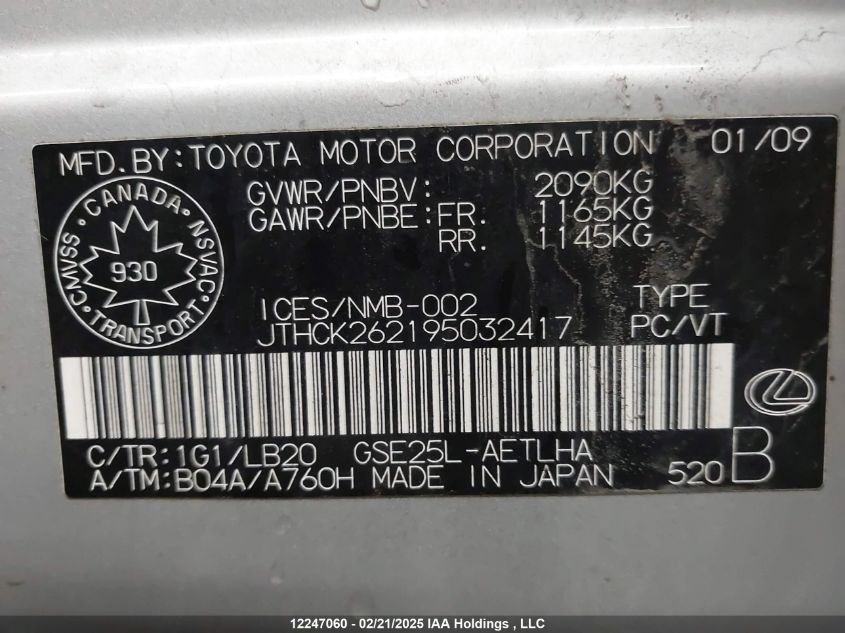 MFD. BY: TOYOTA MOTOR CORPORATION 01/09
GVWR/PNBV: 2090KG
GAWR/PNBE: FR. 1165KG
RR. 1145KG
CANADA
CMVSS NSVAC
930
TRANSPORT
ICES/NMB-002
JTHCK262195032417
TYPE
PC/VT
C/TR: 1G1/LB20 GSE25L-AETLHA
A/TM: B04A/A760H MADE IN JAPAN 520 B
12247060 - 02/21/2025 IAA Holdings , LLC